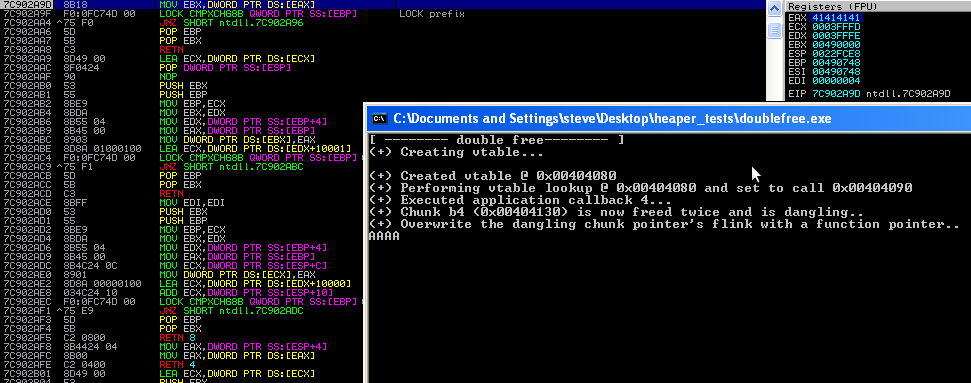 7C902A9D 8B18 MOV EBX,DWORD PTR DS:[EAX]
7C902A9F F0:0FC74D 00 LOCK CMPXCHG8B QWORD PTR SS:[EBP] LOCK prefix
7C902AA4 ^75 F0 JNZ SHORT ntdll.7C902A96
7C902AA6 5D POP EBP
7C902AA7 5B POP EBX
7C902AA8 C3 RETN
7C902AA9 8D49 00 LEA ECX,DWORD PTR DS:[ECX]
7C902AAC 8F0424 POP DWORD PTR SS:[ESP]
7C902AAF 90 NOP
7C902AB0 53 PUSH EBX
7C902AB1 55 PUSH EBP
7C902AB2 8BE9 MOV EBP,ECX
7C902AB4 8BDA MOV EBX,EDX
7C902AB6 8B55 04 MOV EDX,DWORD PTR SS:[EBP+4]
7C902AB9 8B45 00 MOV EAX,DWORD PTR SS:[EBP]
7C902ABC 8903 MOV DWORD PTR DS:[EBX],EAX
7C902ABE 8D8A 01000100 LEA ECX,DWORD PTR DS:[EDX+10001]
7C902AC4 F0:0FC74D 00 LOCK CMPXCHG8B QWORD PTR SS:[EBP]
7C902AC9 ^75 F1 JNZ SHORT ntdll.7C902ABC
7C902ACB 5D POP EBP
7C902ACC 5B POP EBX
7C902ACD C3 RETN
7C902ACE 8BFF MOV EDI,EDI
7C902AD0 53 PUSH EBX
7C902AD1 55 PUSH EBP
7C902AD2 8BE9 MOV EBP,ECX
7C902AD4 8BDA MOV EBX,EDX
7C902AD6 8B55 04 MOV EDX,DWORD PTR SS:[EBP+4]
7C902AD9 8B45 00 MOV EAX,DWORD PTR SS:[EBP]
7C902ADC 8B4C24 0C MOV ECX,DWORD PTR SS:[ESP+C]
7C902AE0 8901 MOV DWORD PTR DS:[ECX],EAX
7C902AE2 8D8A 00000100 LEA ECX,DWORD PTR DS:[EDX+10000]
7C902AE8 034C24 10 ADD ECX,DWORD PTR SS:[ESP+10]
7C902AEC F0:0FC74D 00 LOCK CMPXCHG8B QWORD PTR SS:[EBP]
7C902AF1 ^75 E9 JNZ SHORT ntdll.7C902ADC
7C902AF3 5D POP EBP
7C902AF4 5B POP EBX
7C902AF5 C2 0800 RETN 8
7C902AF8 8B4424 04 MOV EAX,DWORD PTR SS:[ESP+4]
7C902AFC 8B00 MOV EAX,DWORD PTR DS:[EAX]
7C902AFE C2 0400 RETN 4
7C902B01 8D49 00 LEA ECX,DWORD PTR DS:[ECX]
7C902B04 53 PUSH EBX
Registers (FPU)
EAX 41414141
ECX 0003FFFD
EDX 0003FFFE
EBX 00490000
ESP 0022FCE8
EBP 00490748
ESI 00490748
EDI 00000004
EIP 7C902A9D ntdll.7C902A9D
C:\Documents and Settings\steve\Desktop\heaper_tests\doublefree.exe
[--------- double free-------- ]
(+) Creating vtable...
(+) Created vtable @ 0x00404080
(+) Performing vtable lookup @ 0x00404080 and set to call 0x00404090
(+) Executed application callback 4...
(+) Chunk b4 (0x00404130) is now freed twice and is dangling..
(+) Overwrite the dangling chunk pointer's flink with a function pointer..
AAAA